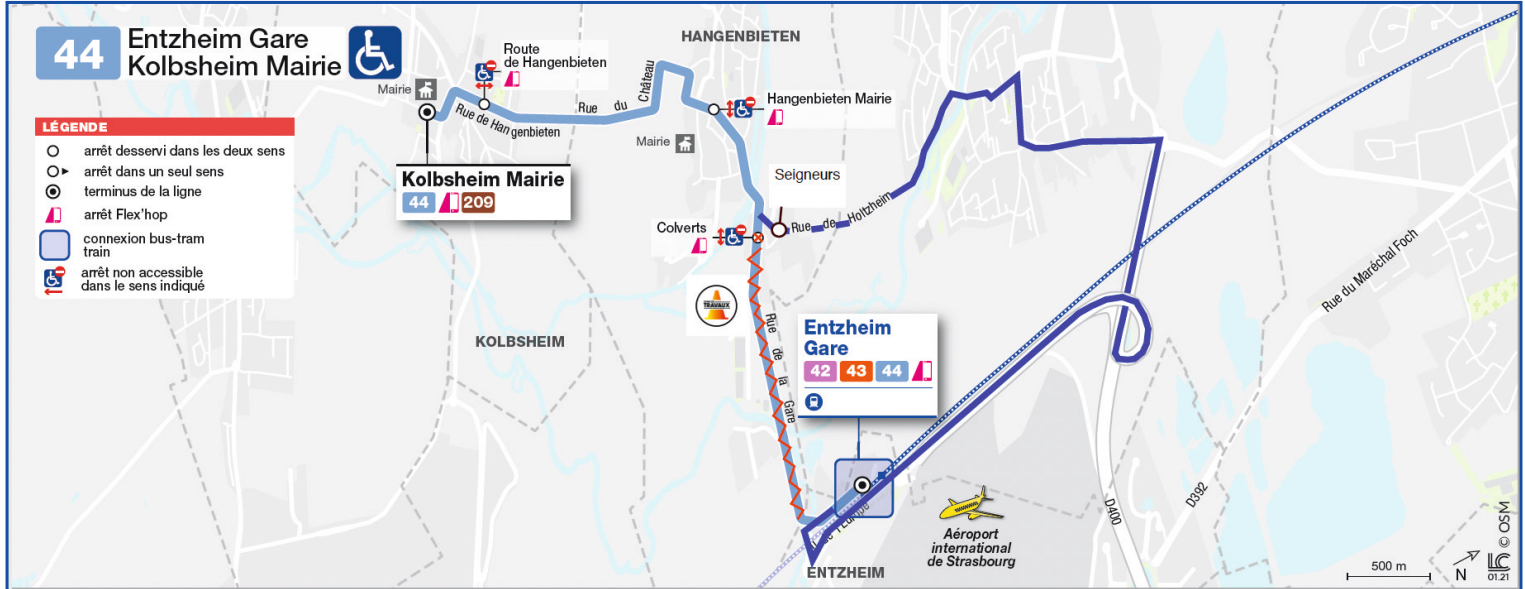 44
Entzheim Gare
Kolbsheim Mairie
LÉGENDE
arrêt desservi dans les deux sens
arrêt dans un seul sens
terminus de la ligne
arrêt Flex'hop
connexion bus-tram
train
arrêt non accessible
dans le sens indiqué
Mairie
Route
de Hangenbieten
Rue de Hangenbieten
Rue du Château
HANGENBIETEN
Hangenbieten Mairie
Mairie
Kolbsheim Mairie
44 209
Seigneurs
Rue de Holtzheim
Colverts
TRAVAUX
Rue de la Gare
KOLBSHEIM
Entzheim
Gare
42 43 44
Rue du Maréchal Foch
de l'Europe
Aéroport
international
de Strasbourg
ENTZHEIM
D400
D392
500 m
N
LC
01.21
© OSM